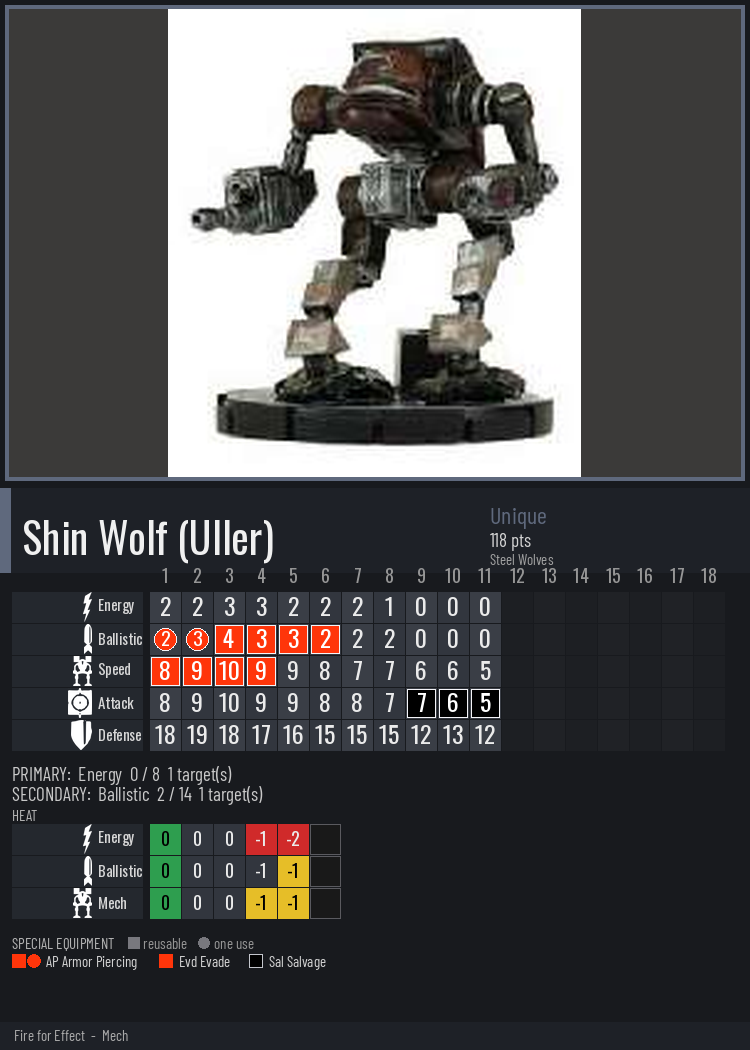 Shin Wolf (Uller)
Unique
118 pts
Steel Wolves
1 2 3 4 5 6 7 8 9 10 11 12 13 14 15 16 17 18
Energy 2 2 3 3 2 2 2 1 0 0 0
Ballistic 2 3 4 3 3 2 2 2 0 0 0
Speed 8 9 10 9 9 8 7 7 6 6 5
Attack 8 9 10 9 9 8 8 7 7 6 5
Defense 18 19 18 17 16 15 15 15 12 13 12
PRIMARY: Energy 0 / 8 1 target(s)
SECONDARY: Ballistic 2 / 14 1 target(s)
HEAT
Energy 0 0 0 -1 -2
Ballistic 0 0 0 -1 -1
Mech 0 0 0 -1 -1
SPECIAL EQUIPMENT reusable one use
AP Armor Piercing Evd Evade Sal Salvage
Fire for Effect - Mech